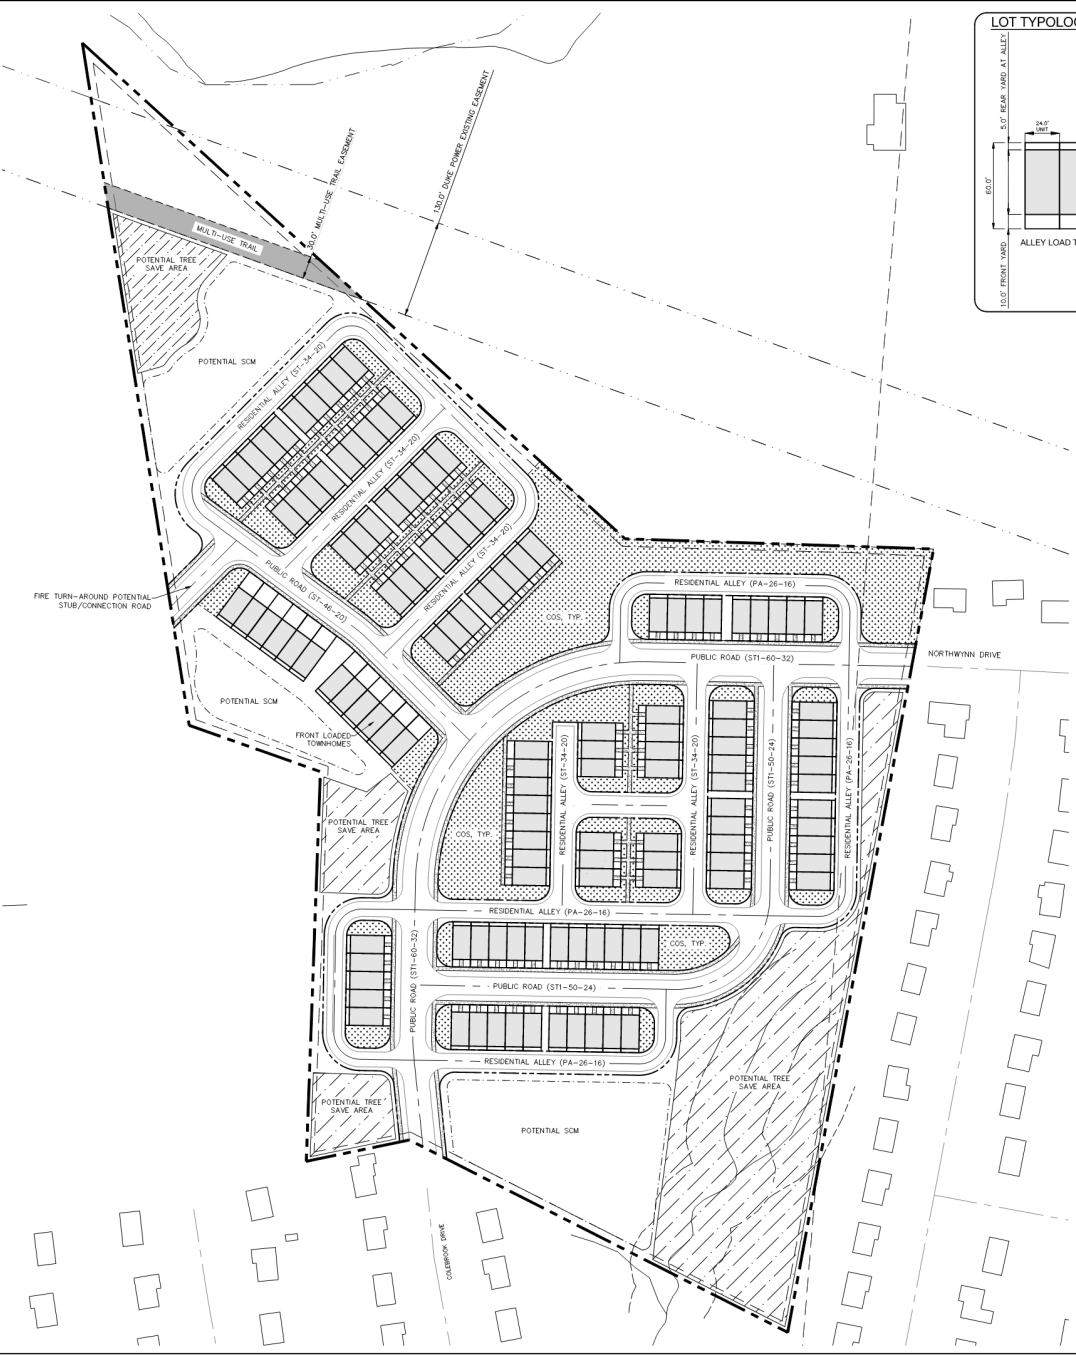 LOT TYPOLOG
5.0' REAR YARD AT ALLEY
24.0'
UNIT
60.0'
10.0' FRONT YARD
ALLEY LOAD T
30.0' MULTI-USE TRAIL EASEMENT
130.0' DUKE POWER EXISTING EASEMENT
MULTI-USE TRAIL
POTENTIAL TREE
SAVE AREA
POTENTIAL SCM
RESIDENTIAL ALLEY (ST-34-20)
RESIDENTIAL ALLEY (ST-34-20)
RESIDENTIAL ALLEY (ST-34-20)
PUBLIC ROAD (ST-46-20)
FIRE TURN-AROUND POTENTIAL
STUB/CONNECTION ROAD
COS, TYP.
RESIDENTIAL ALLEY (PA-26-16)
PUBLIC ROAD (ST1-60-32)
NORTHWYNN DRIVE
POTENTIAL SCM
FRONT LOADED
TOWNHOMES
RESIDENTIAL ALLEY (ST-34-20)
RESIDENTIAL ALLEY (ST-34-20)
PUBLIC ROAD (ST1-50-24)
RESIDENTIAL ALLEY (PA-26-16)
POTENTIAL TREE
SAVE AREA
COS, TYP.
RESIDENTIAL ALLEY (PA-26-16)
COS, TYP.
PUBLIC ROAD (ST1-60-32)
PUBLIC ROAD (ST1-50-24)
RESIDENTIAL ALLEY (PA-26-16)
POTENTIAL TREE
SAVE AREA
POTENTIAL TREE
SAVE AREA
POTENTIAL SCM
COLEBROOK DRIVE